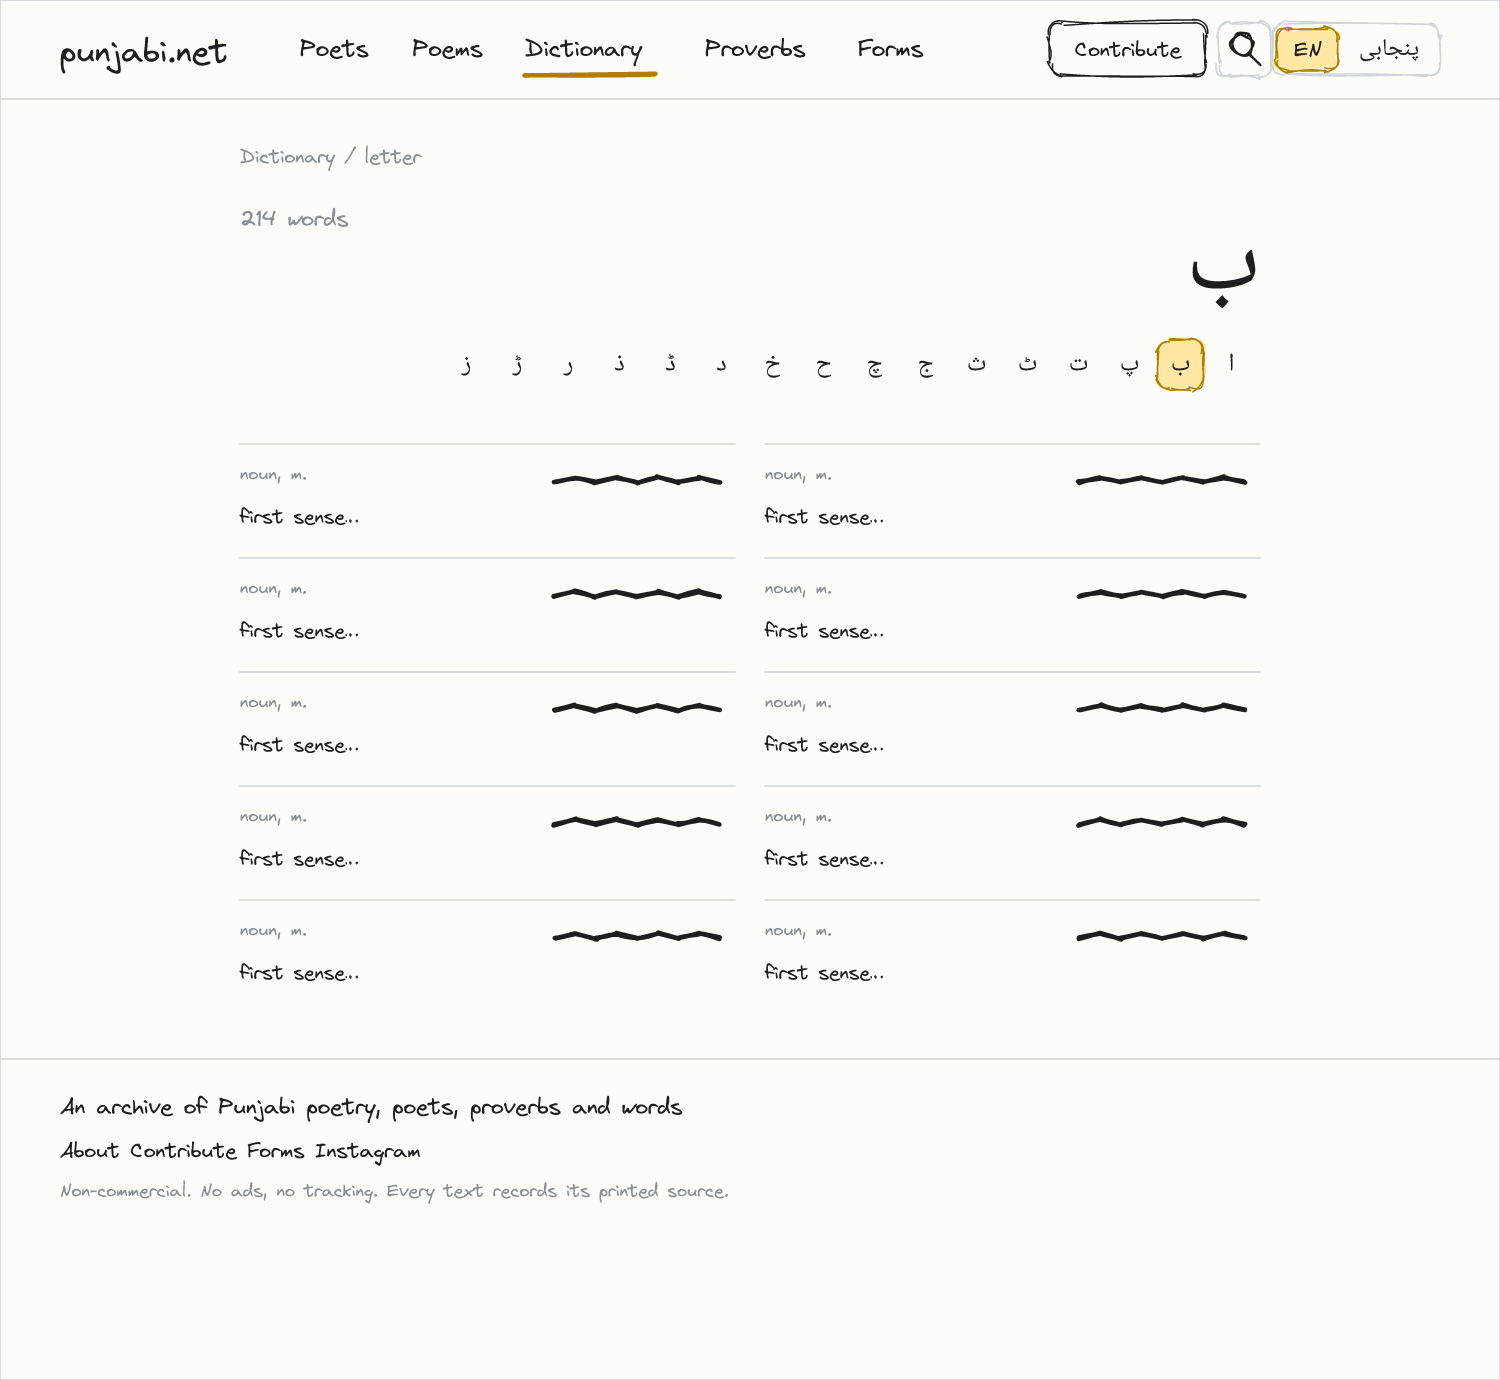 punjabi.net Poets Poems Dictionary Proverbs Forms Contribute EN پنجابی
Dictionary / letter
214 words
ب
ا ب پ ت ٹ ث ج چ ح خ د ڈ ذ ر ڑ ز
noun, m.
first sense...
noun, m.
first sense...
noun, m.
first sense...
noun, m.
first sense...
noun, m.
first sense...
noun, m.
first sense...
noun, m.
first sense...
noun, m.
first sense...
noun, m.
first sense...
noun, m.
first sense...
An archive of Punjabi poetry, poets, proverbs and words
About Contribute Forms Instagram
Non-commercial. No ads, no tracking. Every text records its printed source.